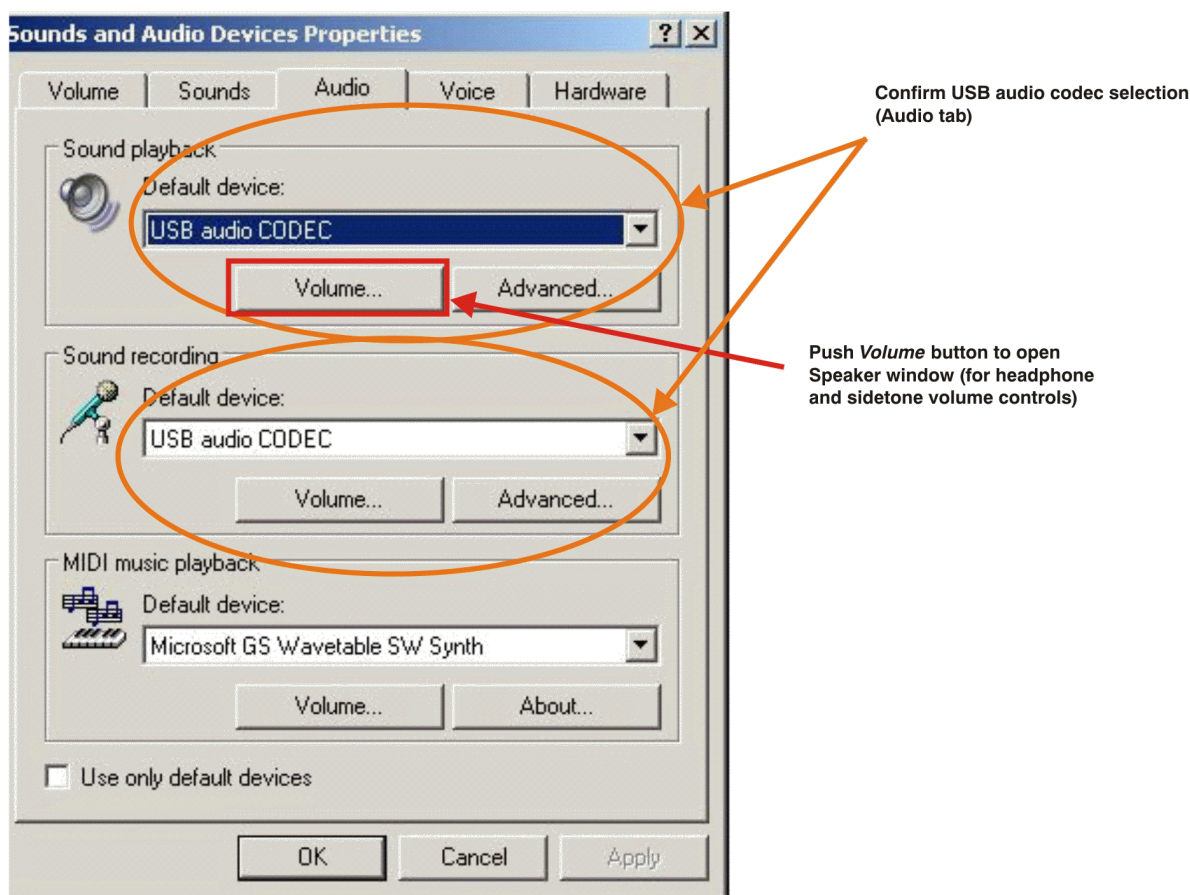 Sounds and Audio Devices Properties
? X
Volume Sounds Audio Voice Hardware
Sound playback
Default device:
USB audio CODEC
Volume... Advanced...
Sound recording
Default device:
USB audio CODEC
Volume... Advanced...
MIDI music playback
Default device:
Microsoft GS Wavetable SW Synth
Volume... About...
Use only default devices
OK Cancel Apply
Confirm USB audio codec selection
(Audio tab)
Push Volume button to open
Speaker window (for headphone
and sidetone volume controls)